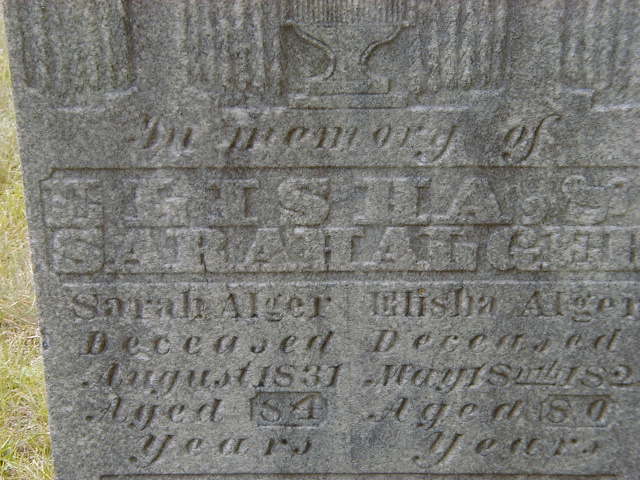 In memory of
ELISHA, &
SARAH ALGER
Sarah Alger
Deceased
August 1831
Aged 84
Years
Elisha Alger
Deceased
May 18
Aged 80
Years